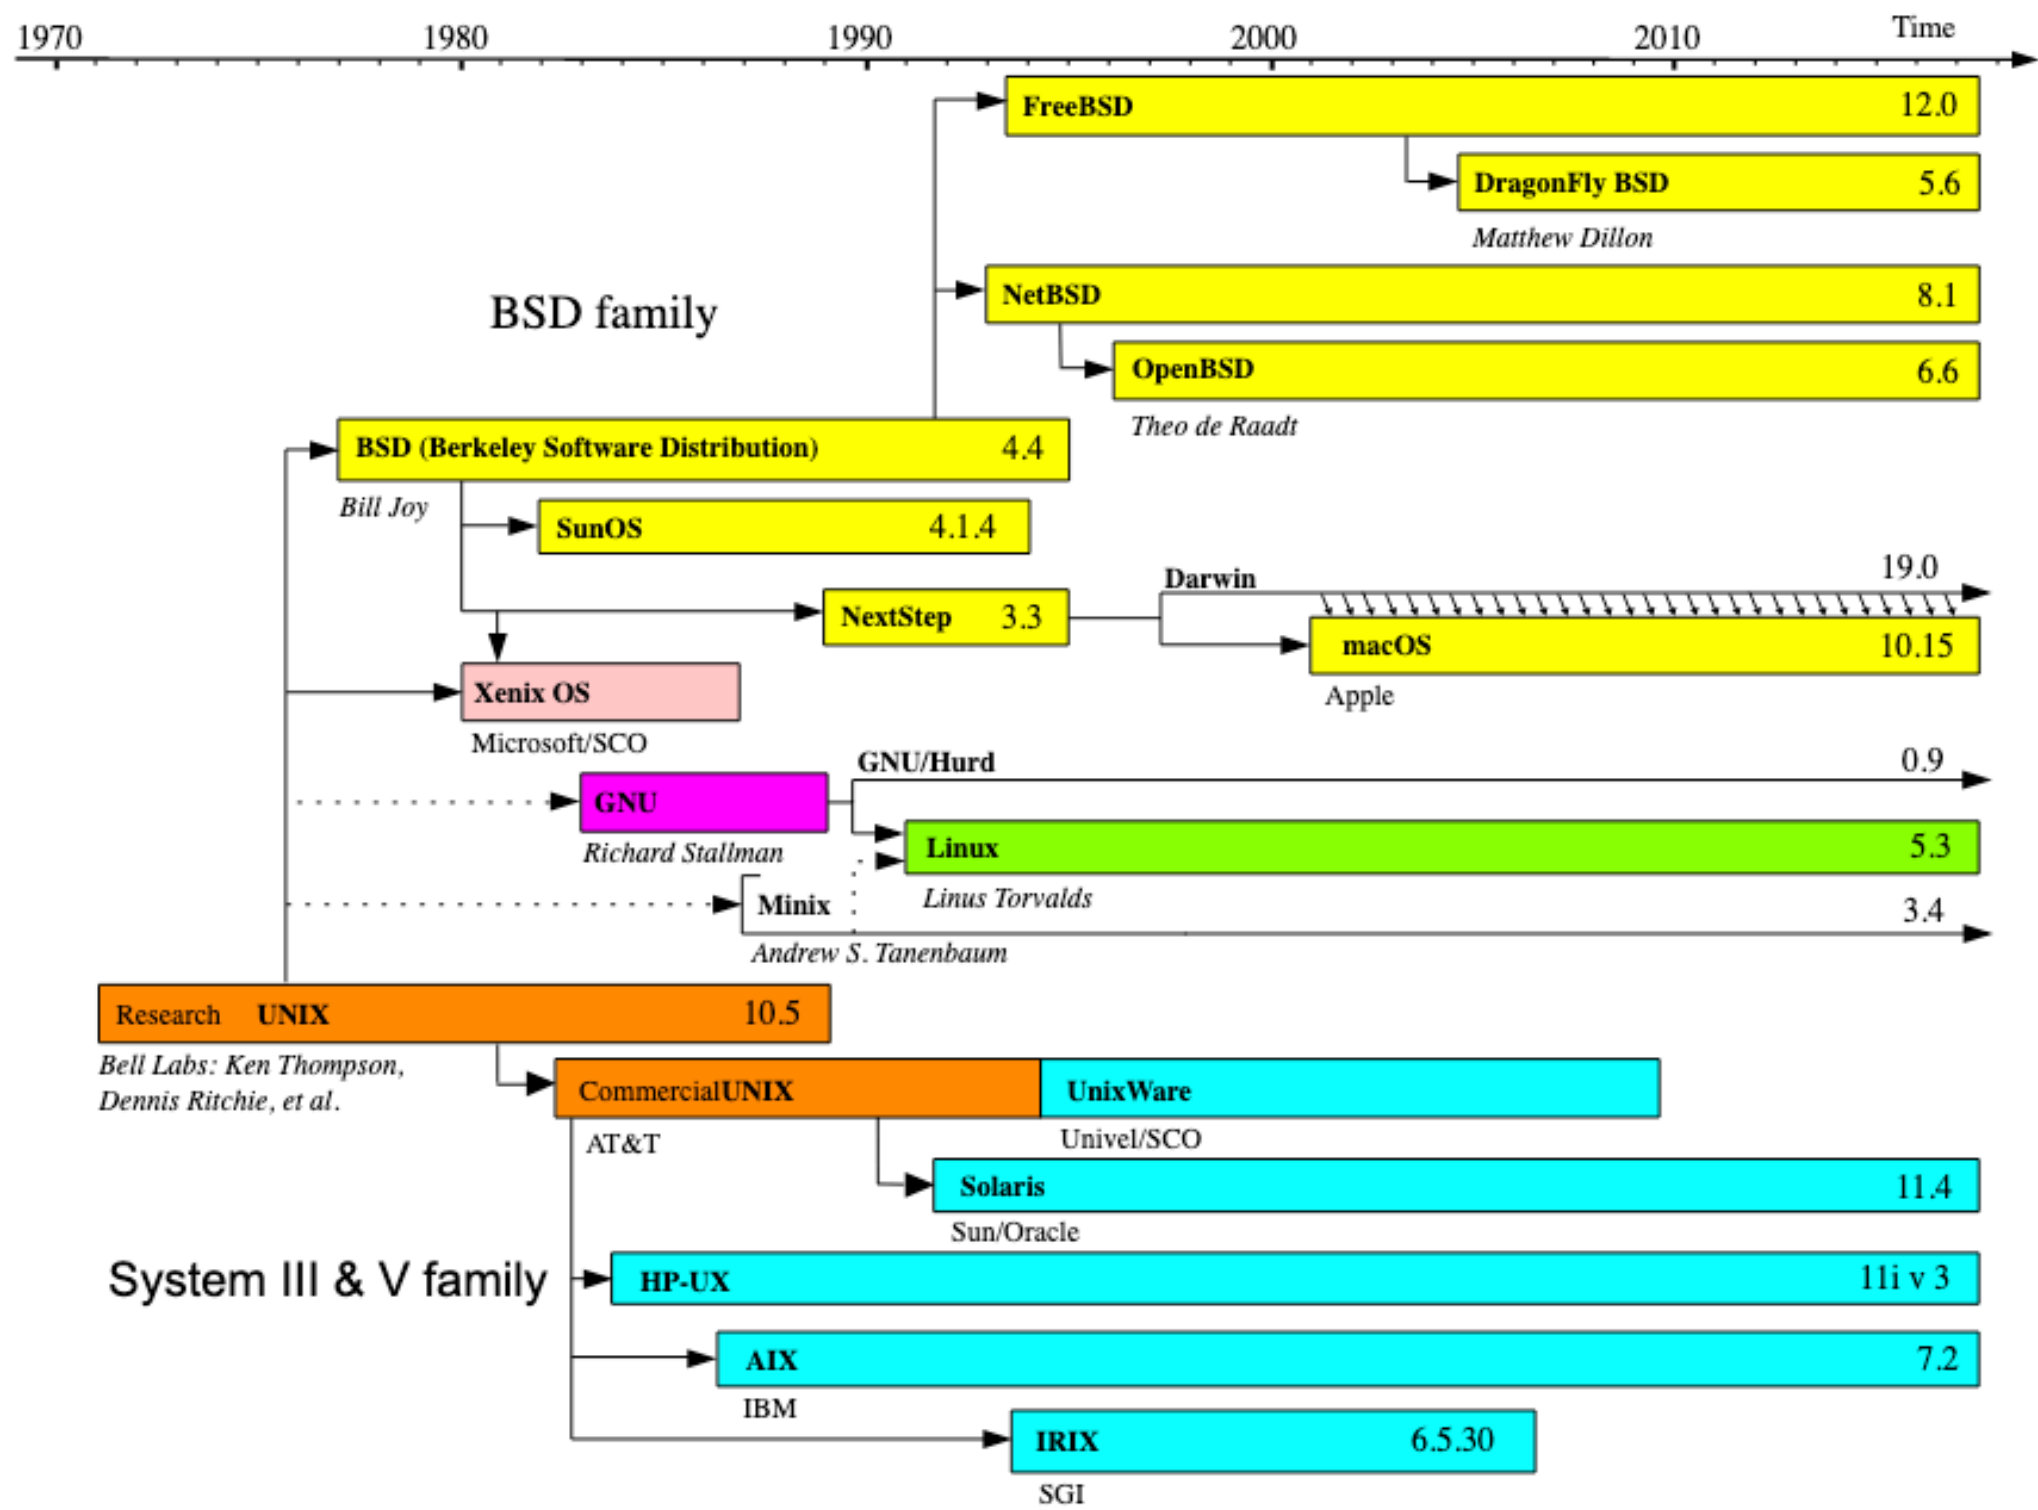 1970 1980 1990 2000 2010 Time
FreeBSD 12.0
DragonFly BSD 5.6
Matthew Dillon
BSD family
NetBSD 8.1
OpenBSD 6.6
Theo de Raadt
BSD (Berkeley Software Distribution) 4.4
Bill Joy
SunOS 4.1.4
Darwin 19.0
NextStep 3.3
macOS 10.15
Apple
Xenix OS
Microsoft/SCO
GNU/Hurd 0.9
GNU
Richard Stallman
Linux 5.3
Linus Torvalds
Minix 3.4
Andrew S. Tanenbaum
Research UNIX 10.5
Bell Labs: Ken Thompson,
Dennis Ritchie, et al.
CommercialUNIX UnixWare
AT&T Univel/SCO
Solaris 11.4
Sun/Oracle
System III & V family
HP-UX 11i v 3
AIX 7.2
IBM
IRIX 6.5.30
SGI